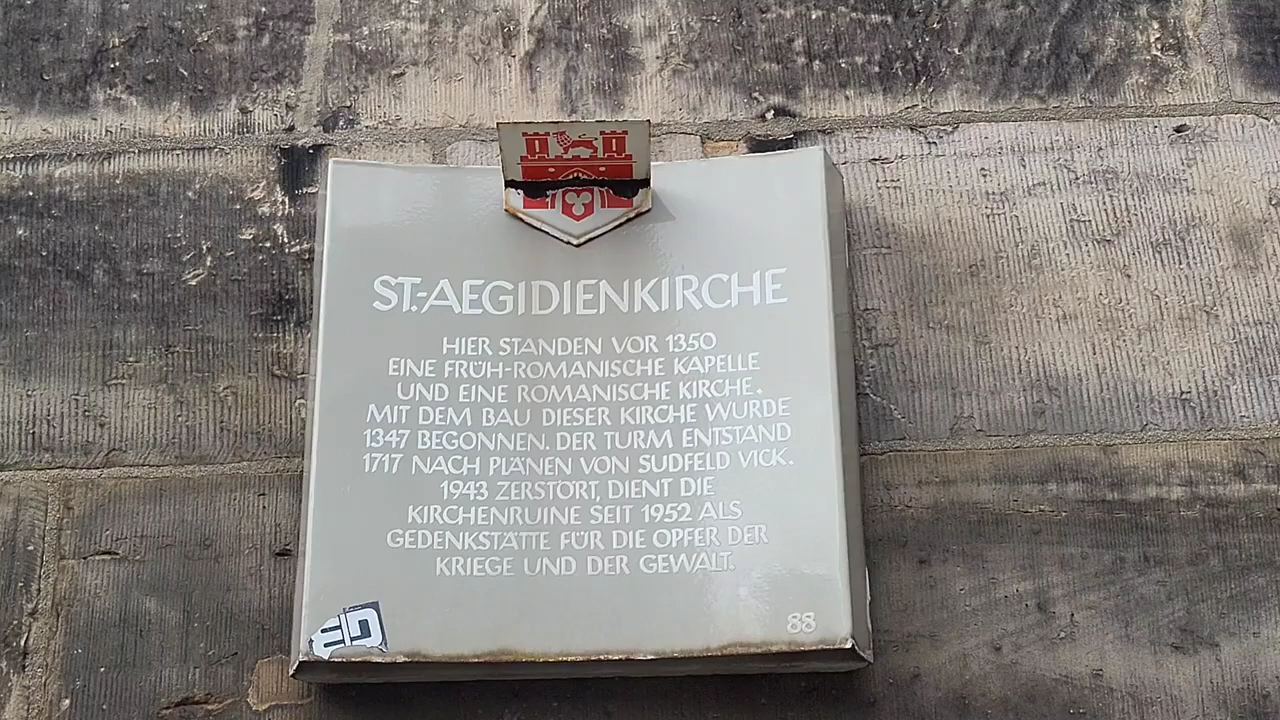 ST.-AEGIDIENKIRCHE
HIER STANDEN VOR 1350
EINE FRÜH-ROMANISCHE KAPELLE
UND EINE ROMANISCHE KIRCHE.
MIT DEM BAU DIESER KIRCHE WURDE
1347 BEGONNEN. DER TURM ENTSTAND
1717 NACH PLÄNEN VON SUDFELD VICK.
1943 ZERSTÖRT, DIENT DIE
KIRCHENRUINE SEIT 1952 ALS
GEDENKSTÄTTE FÜR DIE OPFER DER
KRIEGE UND DER GEWALT.
88